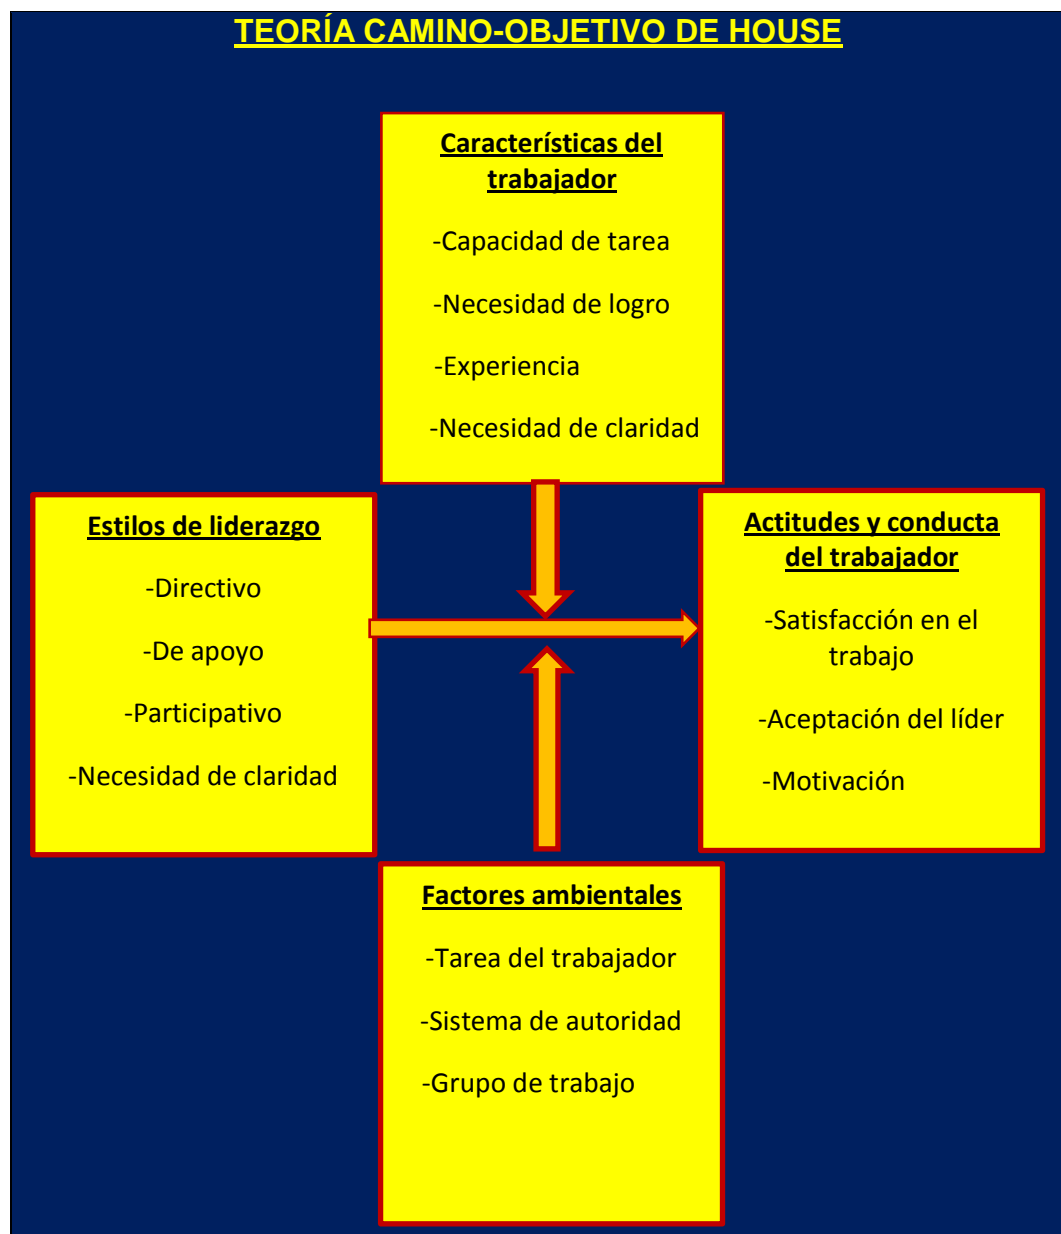 TEORÍA CAMINO-OBJETIVO DE HOUSE
Características del
trabajador
-Capacidad de tarea
-Necesidad de logro
-Experiencia
-Necesidad de claridad
Estilos de liderazgo
-Directivo
-De apoyo
-Participativo
-Necesidad de claridad
Actitudes y conducta
del trabajador
-Satisfacción en el
trabajo
-Aceptación del líder
-Motivación
Factores ambientales
-Tarea del trabajador
-Sistema de autoridad
-Grupo de trabajo